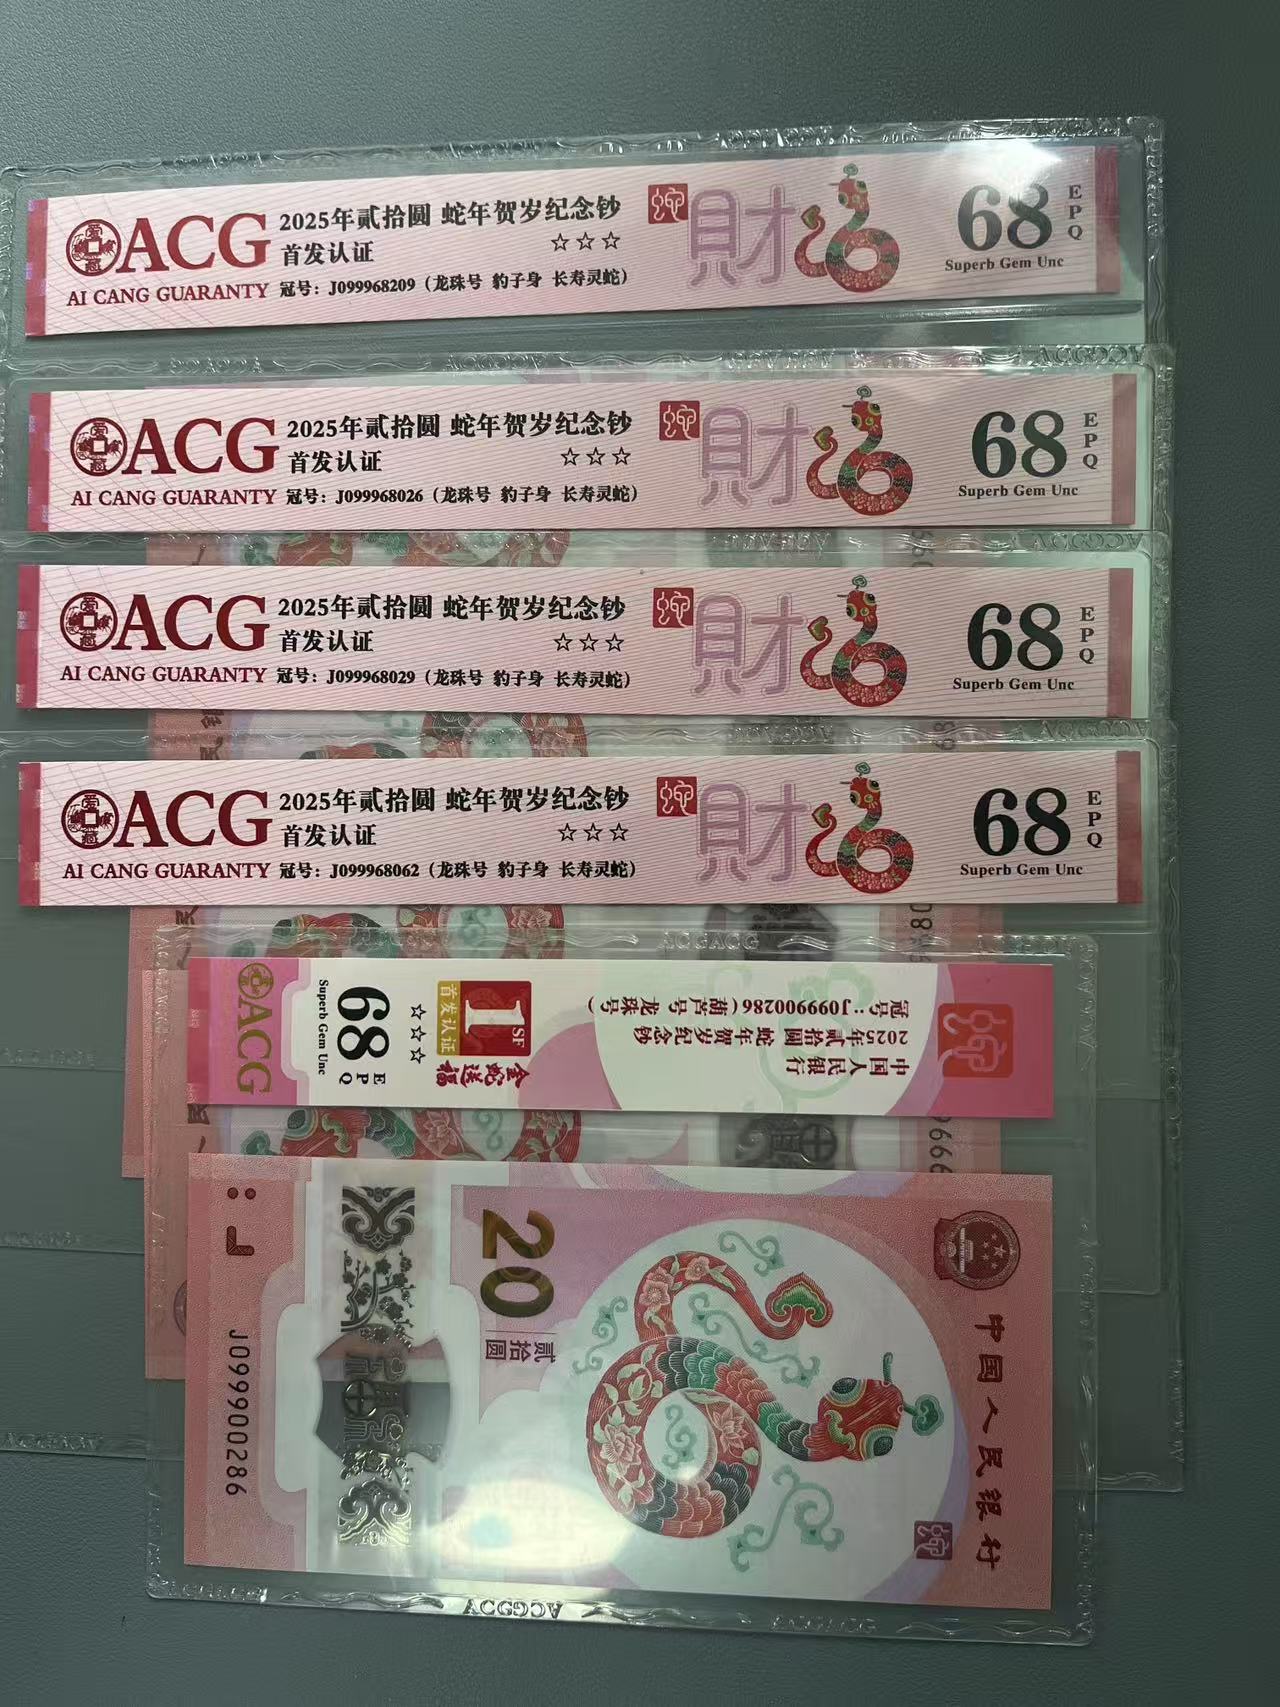 ACG
AI CANG GUARANTY
2025年贰拾圆 蛇年贺岁纪念钞
首发认证 ☆☆☆
冠号：J099968209（龙珠号 豹子身 长寿灵蛇）
財
68
EPQ
Superb Gem Unc
ACG
AI CANG GUARANTY
2025年贰拾圆 蛇年贺岁纪念钞
首发认证 ☆☆☆
冠号：J099968026（龙珠号 豹子身 长寿灵蛇）
財
68
EPQ
Superb Gem Unc
ACG
AI CANG GUARANTY
2025年贰拾圆 蛇年贺岁纪念钞
首发认证 ☆☆☆
冠号：J099968029（龙珠号 豹子身 长寿灵蛇）
財
68
EPQ
Superb Gem Unc
ACG
AI CANG GUARANTY
2025年贰拾圆 蛇年贺岁纪念钞
首发认证 ☆☆☆
冠号：J099968062（龙珠号 豹子身 长寿灵蛇）
財
68
EPQ
Superb Gem Unc
ACGACG
中国人民银行
2025年贰拾圆 蛇年贺岁纪念钞
冠号：J099900286（葫芦号 龙珠号）
金蛇送福
1
SF
首发认证
☆☆☆
68
EPQ
Superb Gem Unc
ACG
中国人民银行
20
贰拾圆
J099900286